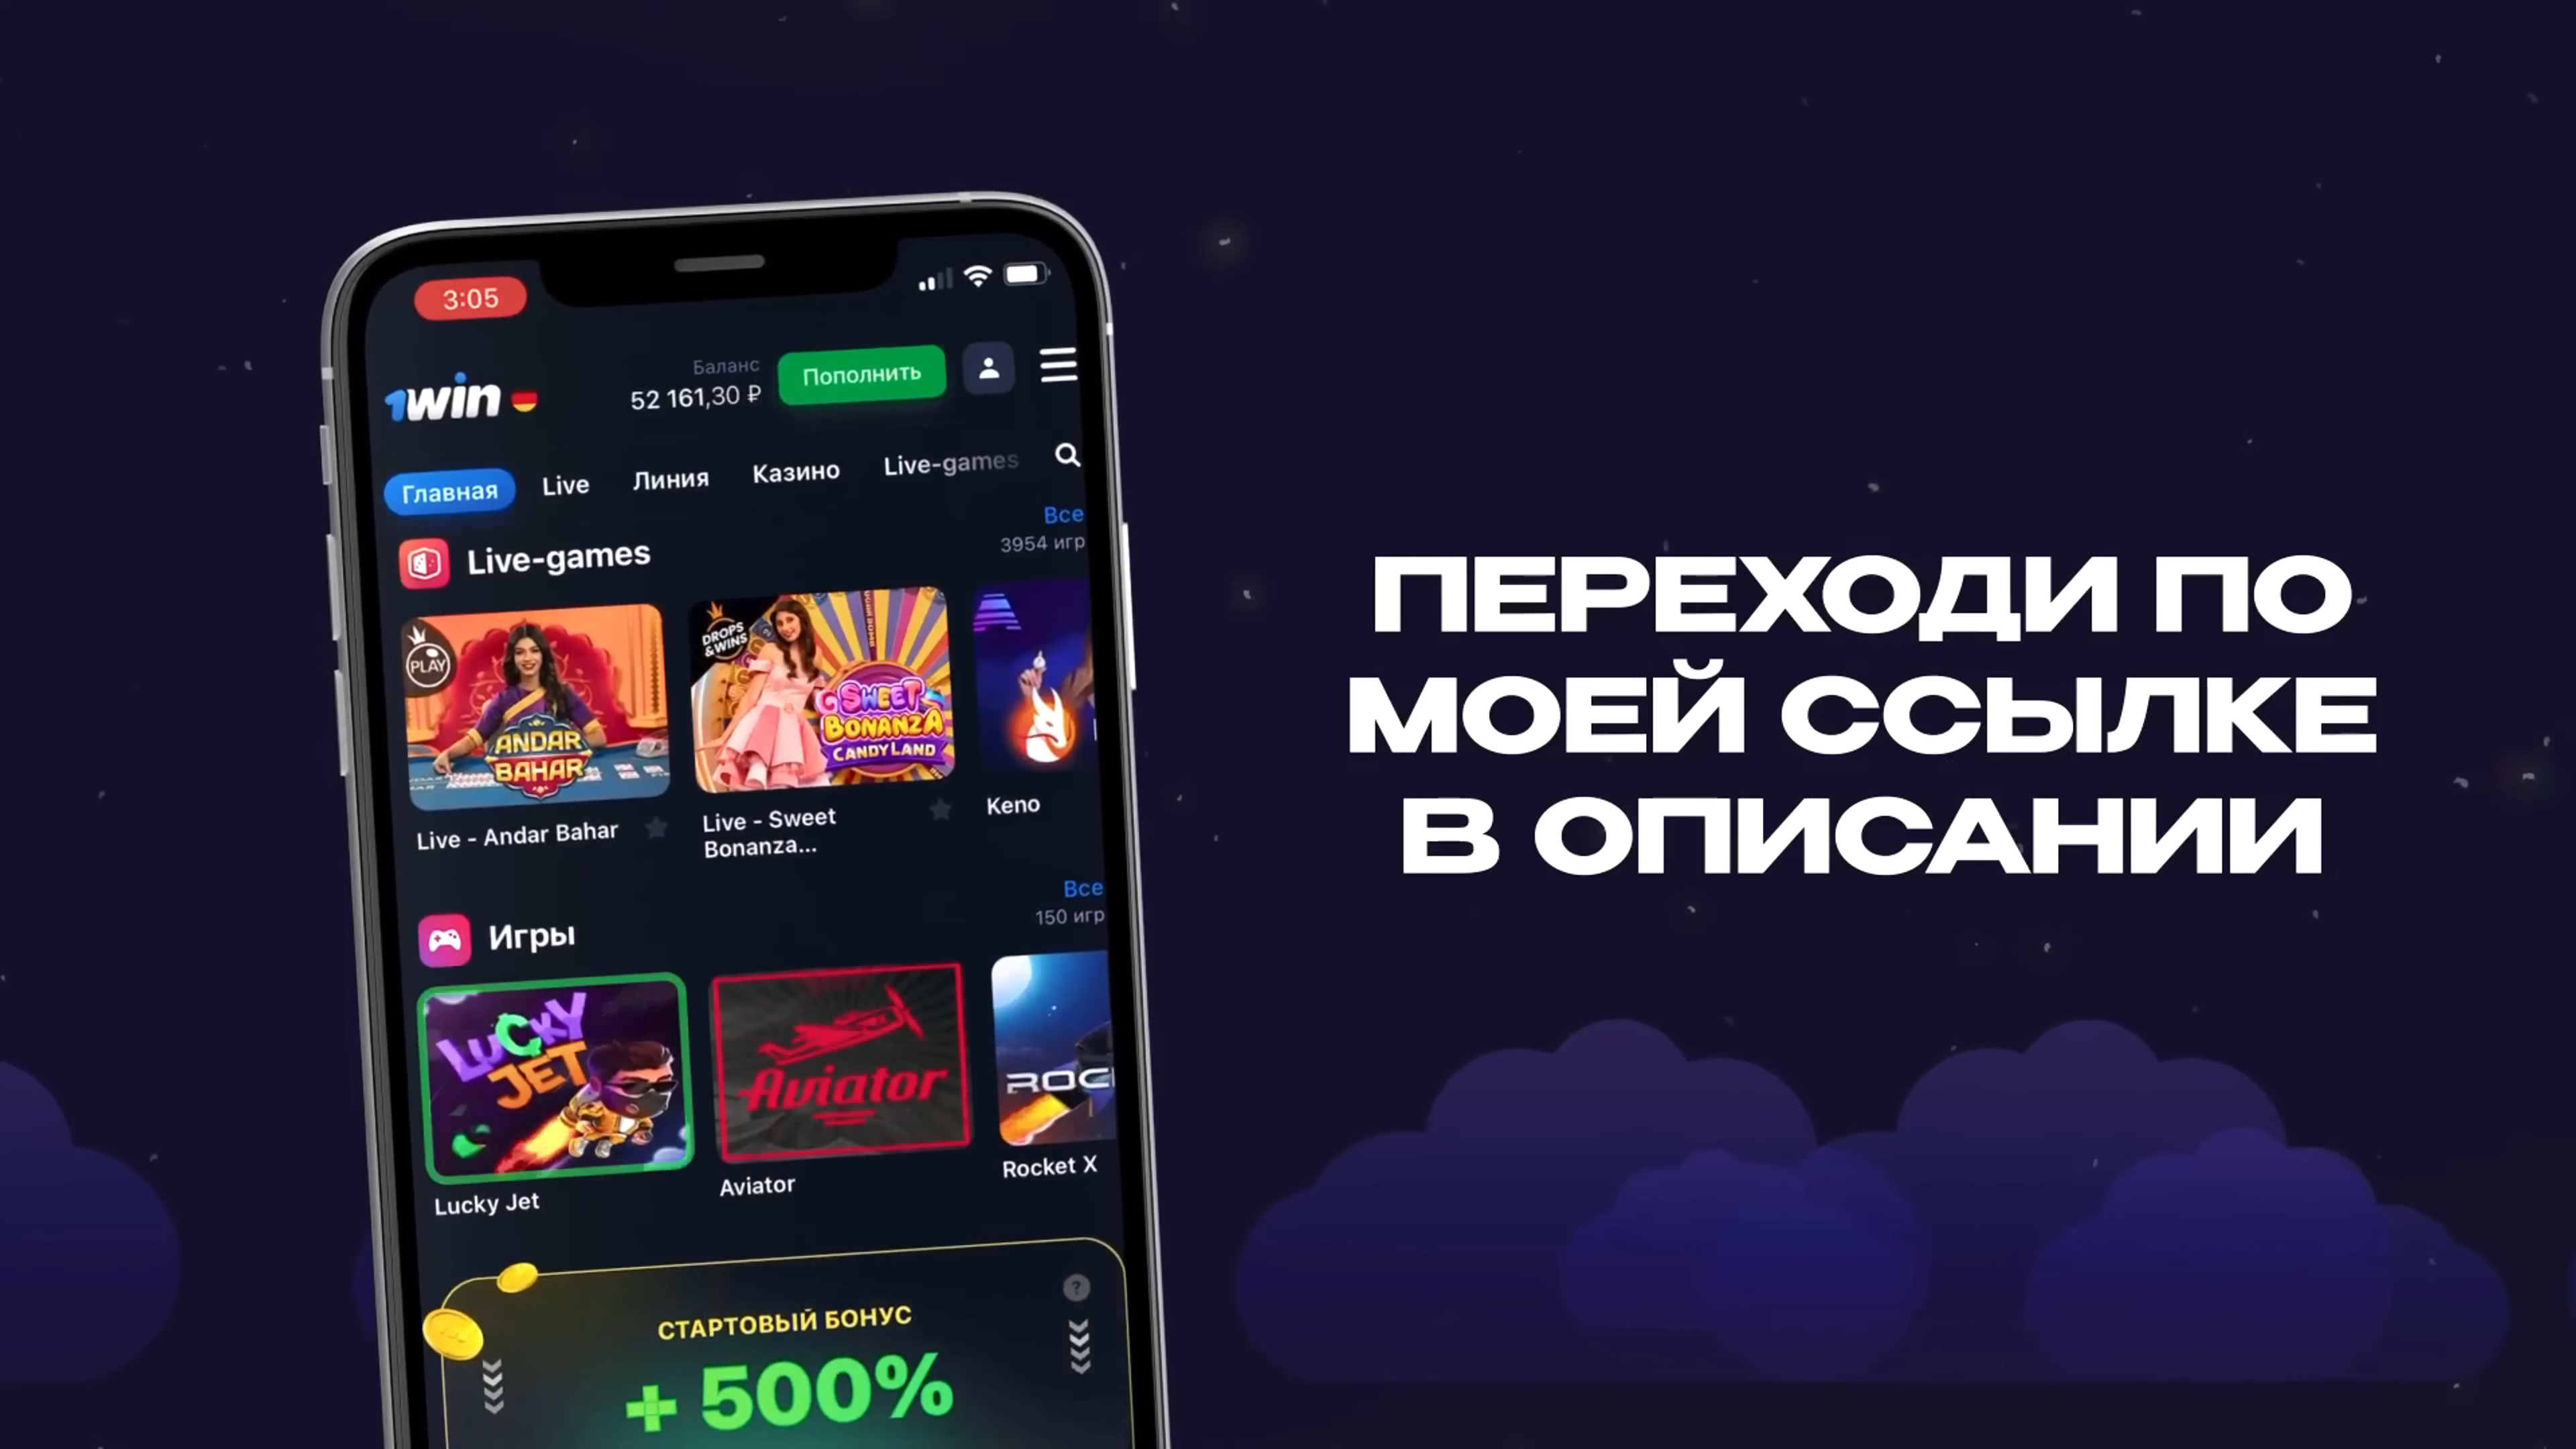 3:05
1win
Баланс
52 161,30 ₽
Пополнить
Главная
Live
Линия
Казино
Live-games
Live-games
Все
3954 игр
PLAY
ANDAR
BAHAR
DROPS
& WINS
SWEET
BONANZA
CANDYLAND
Live - Andar Bahar
Live - Sweet
Bonanza...
Keno
Игры
Все
150 игр
LUCKY
JET
Aviator
ROC
Lucky Jet
Aviator
Rocket X
СТАРТОВЫЙ БОНУС
+ 500%
?
ПЕРЕХОДИ ПО
МОЕЙ ССЫЛКЕ
В ОПИСАНИИ